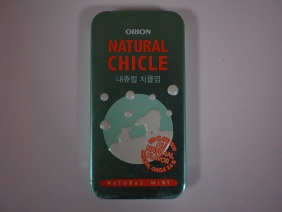 ORION
NATURAL
CHICLE
내츄럴 치클껌
NATURAL MINT